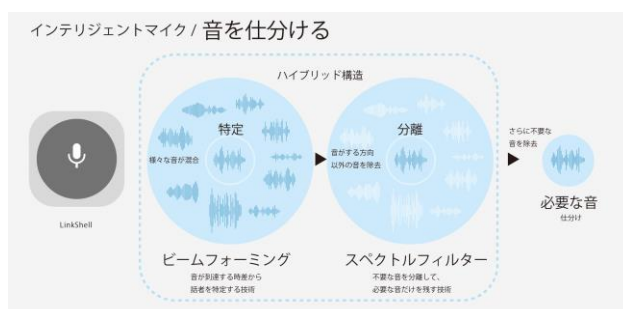 インテリジェントマイク / 音を仕分ける
ハイブリッド構造
特定
様々な音が混合
分離
音がする方向
以外の音を除去
さらに不要な
音を除去
LinkShell
必要な音
仕分け
ビームフォーミング
音が到達する時差から
話者を特定する技術
スペクトルフィルター
不要な音を分離して、
必要な音だけを残す技術